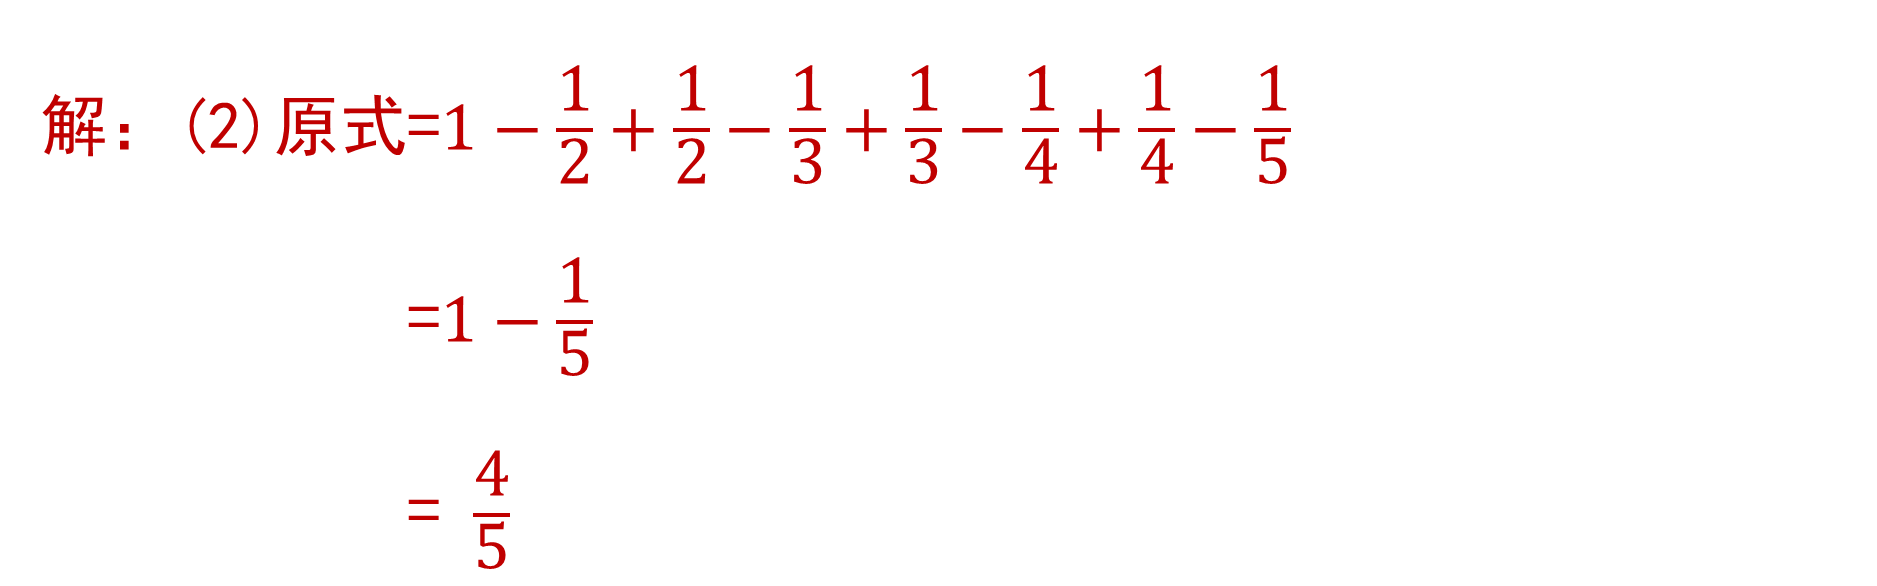 解：（2）原式=1 − 1/2 + 1/2 − 1/3 + 1/3 − 1/4 + 1/4 − 1/5
=1 − 1/5
= 4/5